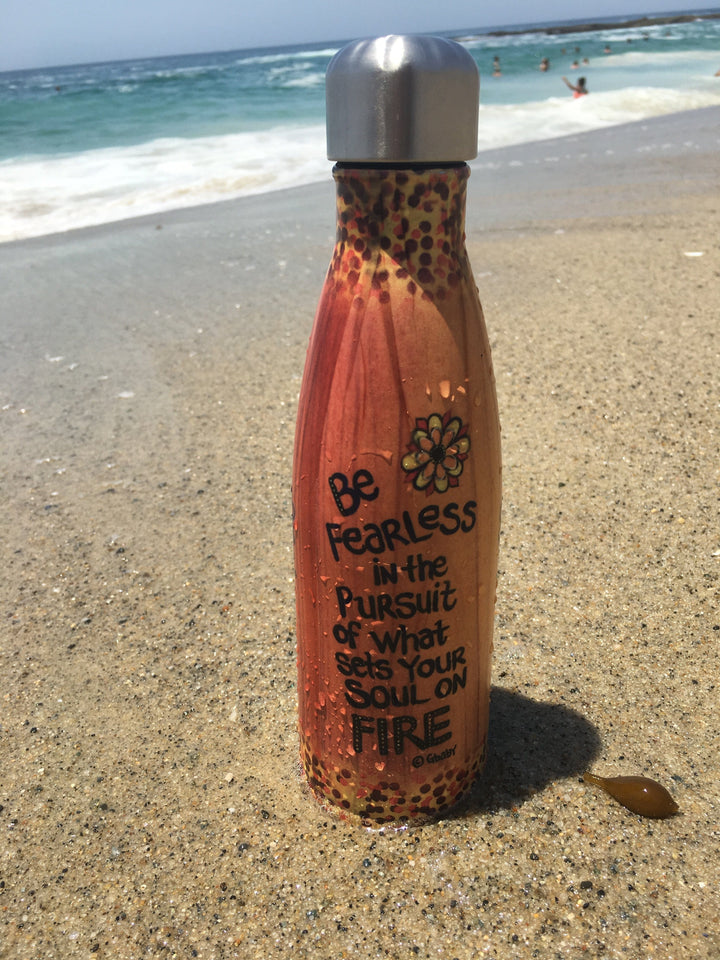 Be
Fearless
in the
Pursuit
of what
sets Your
Soul on
FIRE
© Gbaby